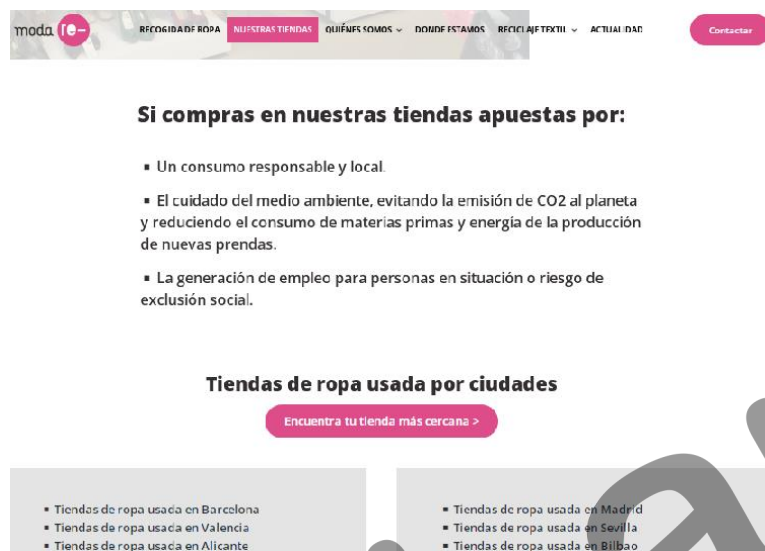 moda re-
RECOGIDA DE ROPA NUESTRAS TIENDAS QUIÉNES SOMOS DONDE ESTAMOS RECICLAJE TEXTIL ACTUALIDAD Contactar
Si compras en nuestras tiendas apuestas por:
▪ Un consumo responsable y local.
▪ El cuidado del medio ambiente, evitando la emisión de CO2 al planeta
y reduciendo el consumo de materias primas y energía de la producción
de nuevas prendas.
▪ La generación de empleo para personas en situación o riesgo de
exclusión social.
Tiendas de ropa usada por ciudades
Encuentra tu tienda más cercana >
▪ Tiendas de ropa usada en Barcelona
▪ Tiendas de ropa usada en Valencia
▪ Tiendas de ropa usada en Alicante
▪ Tiendas de ropa usada en Madrid
▪ Tiendas de ropa usada en Sevilla
▪ Tiendas de ropa usada en Bilbao